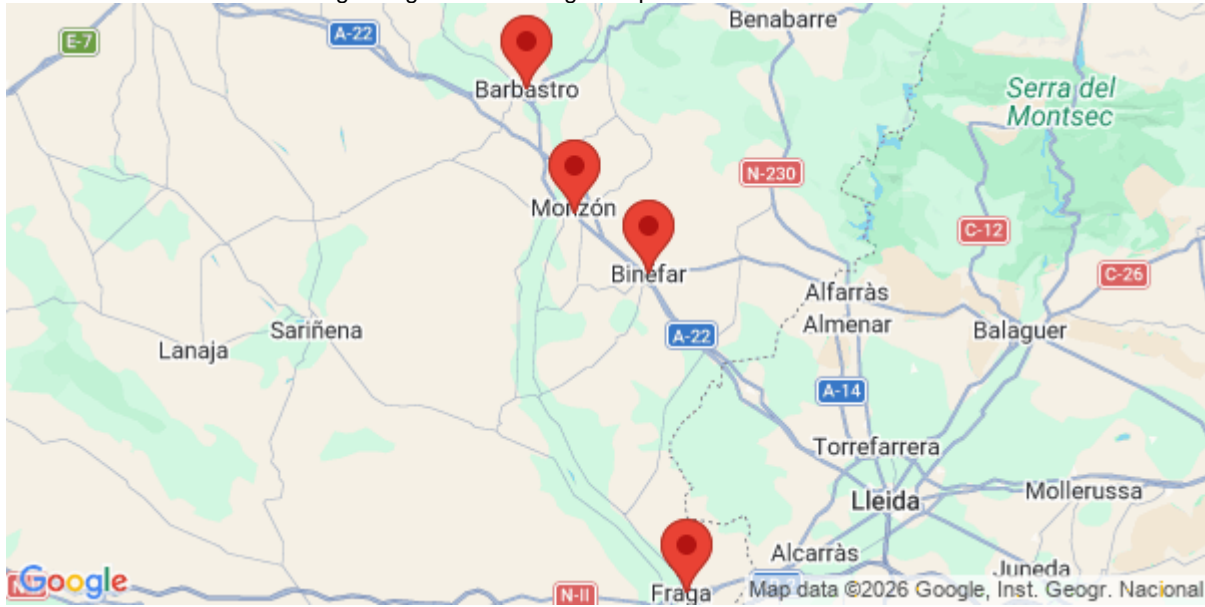 Benabarre
E-7
A-22
Barbastro
Serra del
Montsec
N-230
Monzón
C-12
Binéfar
C-26
Alfarràs
Almenar
Sariñena
A-22
Balaguer
Lanaja
A-14
Torrefarrera
Lleida
Mollerussa
Alcarràs
Juneda
Google
N-II
Fraga
Map data ©2026 Google, Inst. Geogr. Nacional